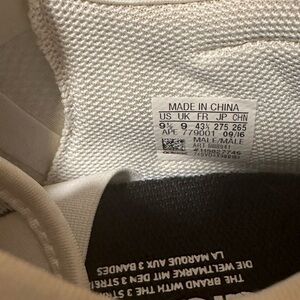 MADE IN CHINA
US UK FR JP CHN
9½ 9 43⅓ 275 265
APE 779001 09/16
MALE/MALE
ART
THE BRAND WITH THE 3 STRIPES
DIE WELTMARKE MIT DEN 3 STREIFEN
LA MARQUE AUX 3 BANDES